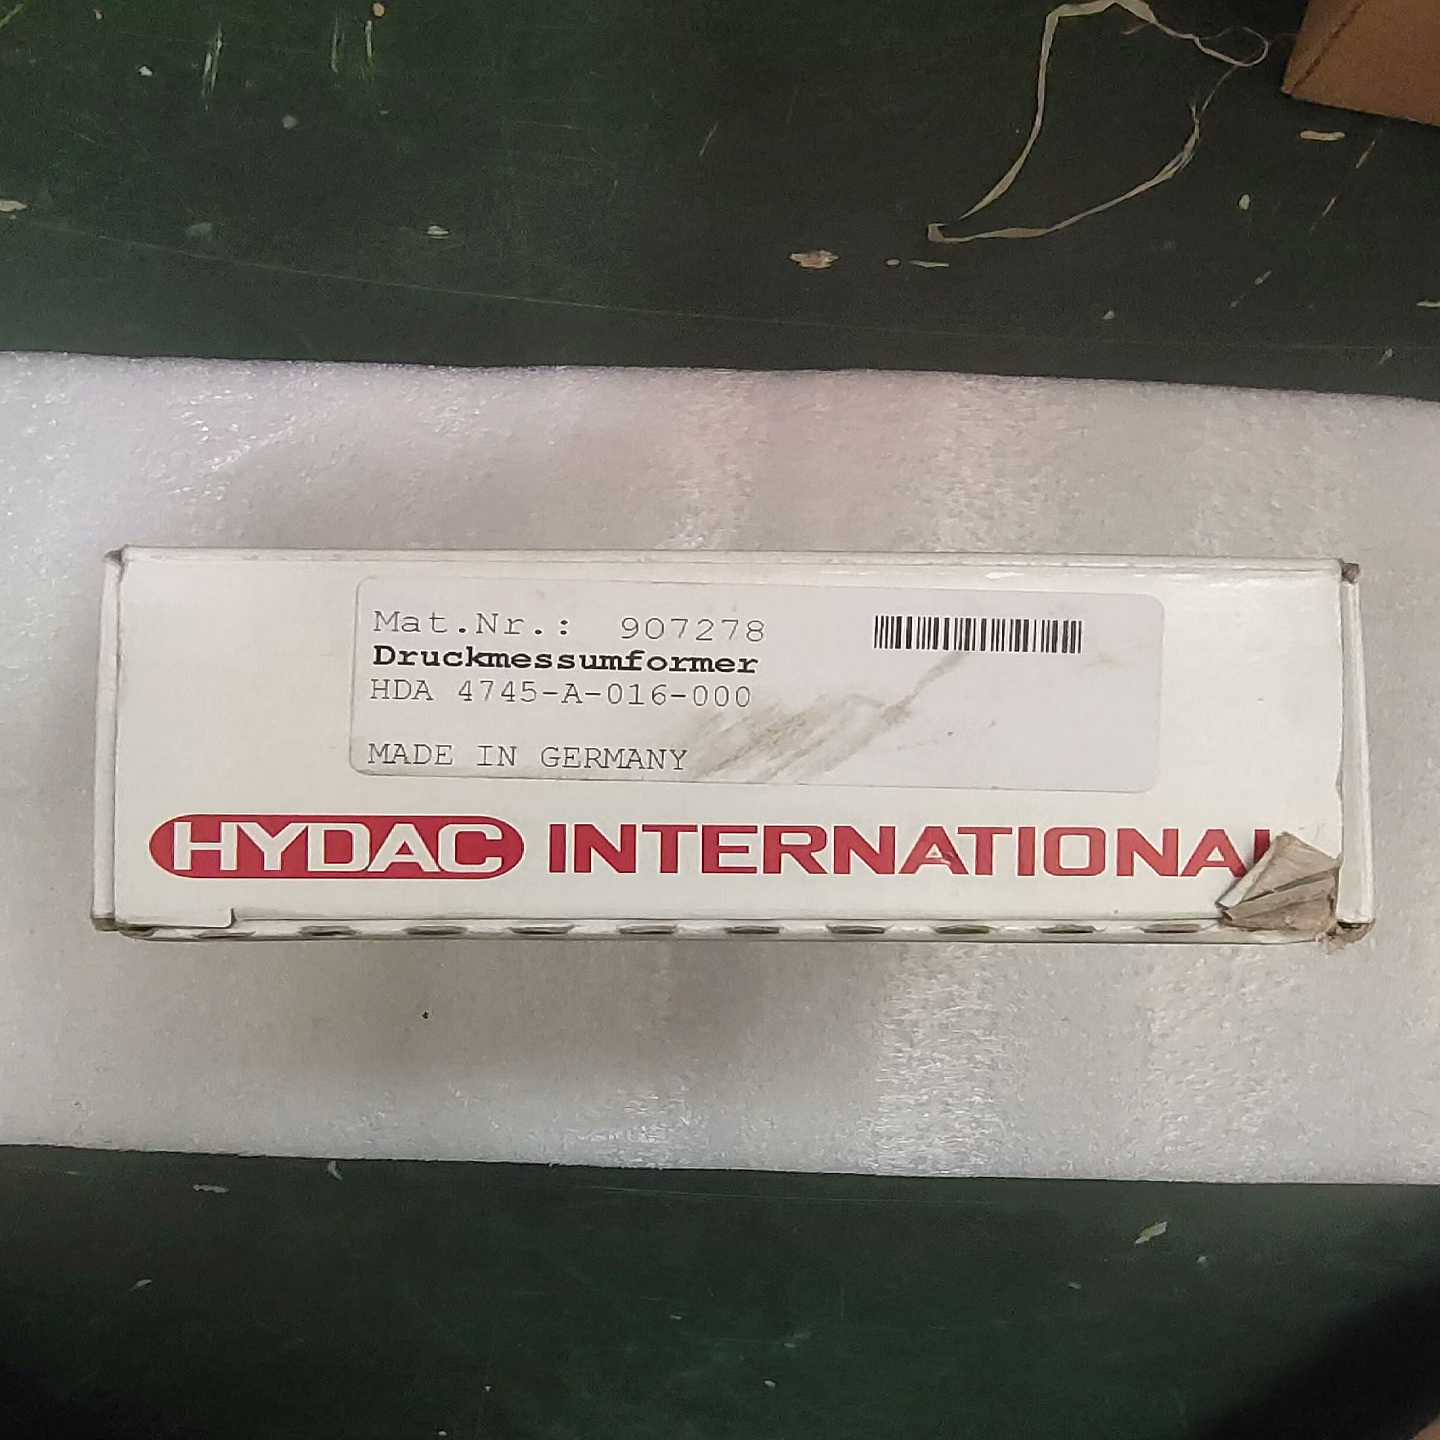 Mat.Nr.: 907278
Druckmessumformer
HDA 4745-A-016-000
MADE IN GERMANY
HYDAC INTERNATIONAL